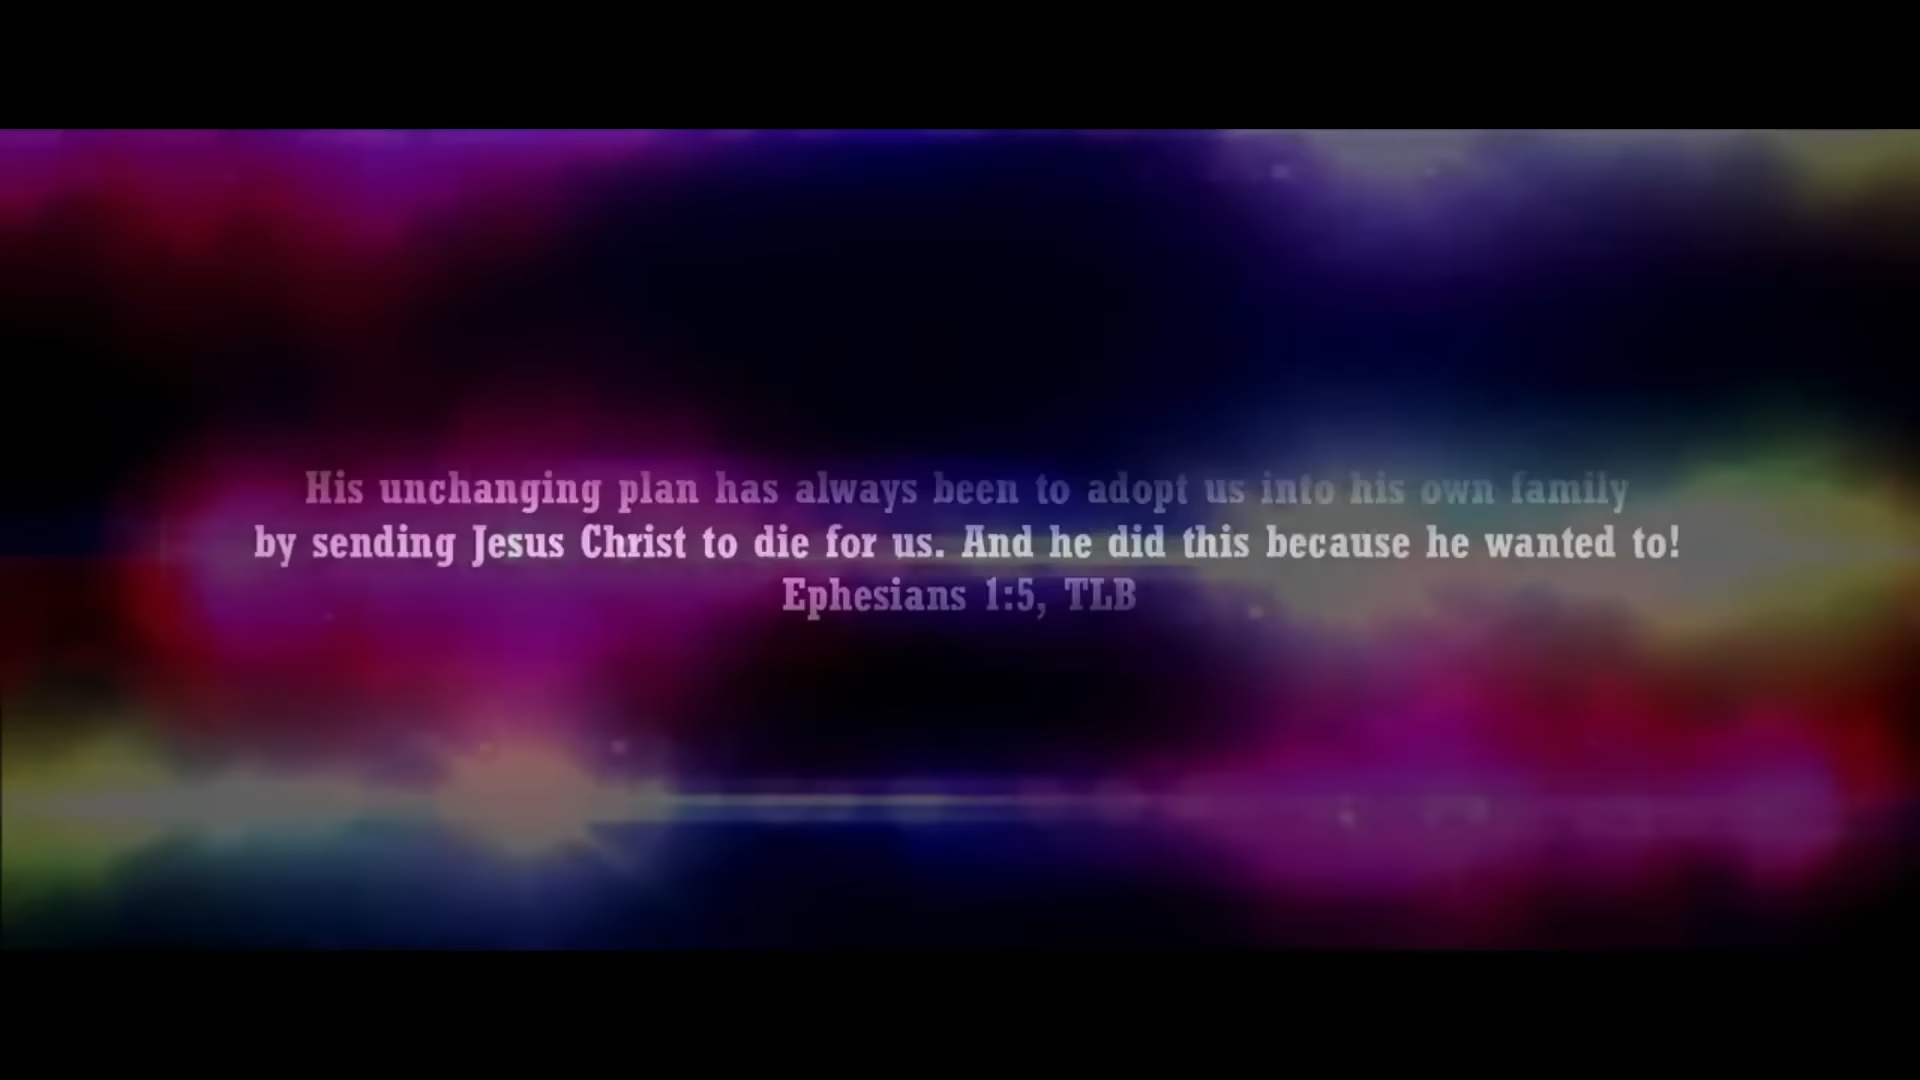 His unchanging plan has always been to adopt us into his own family
by sending Jesus Christ to die for us. And he did this because he wanted to!
Ephesians 1:5, TLB